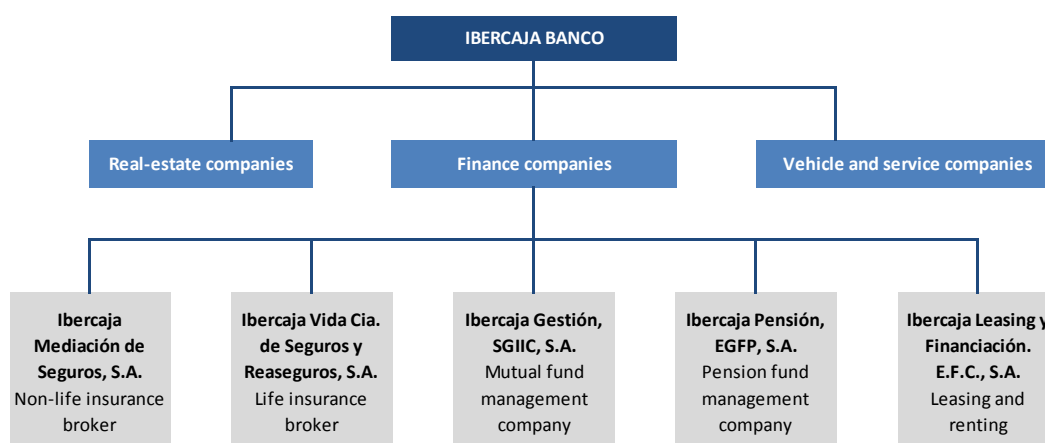 IBERCAJA BANCO
Real-estate companies
Finance companies
Vehicle and service companies
Ibercaja
Mediación de
Seguros, S.A.
Non-life insurance
broker
Ibercaja Vida Cia.
de Seguros y
Reaseguros, S.A.
Life insurance
broker
Ibercaja Gestión,
SGIIC, S.A.
Mutual fund
management
company
Ibercaja Pensión,
EGFP, S.A.
Pension fund
management
company
Ibercaja Leasing y
Financiación.
E.F.C., S.A.
Leasing and
renting